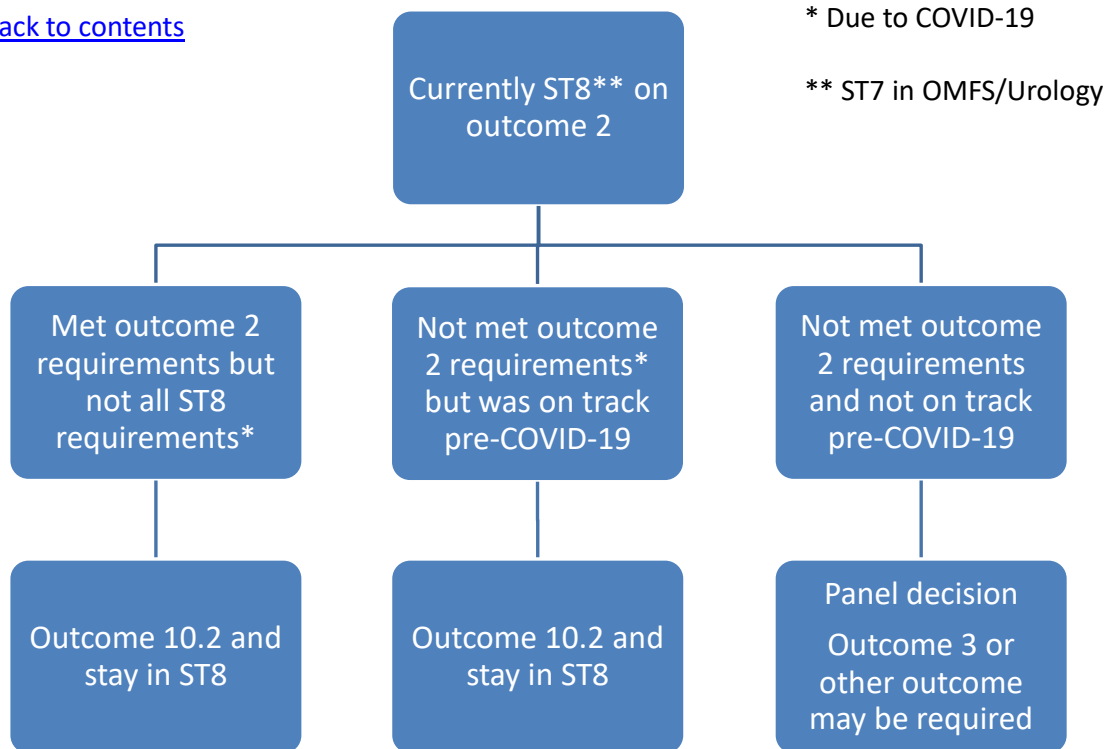 ack to contents
* Due to COVID-19
** ST7 in OMFS/Urology
Currently ST8** on
outcome 2
Met outcome 2
requirements but
not all ST8
requirements*
Not met outcome
2 requirements*
but was on track
pre-COVID-19
Not met outcome
2 requirements
and not on track
pre-COVID-19
Outcome 10.2 and
stay in ST8
Outcome 10.2 and
stay in ST8
Panel decision
Outcome 3 or
other outcome
may be required